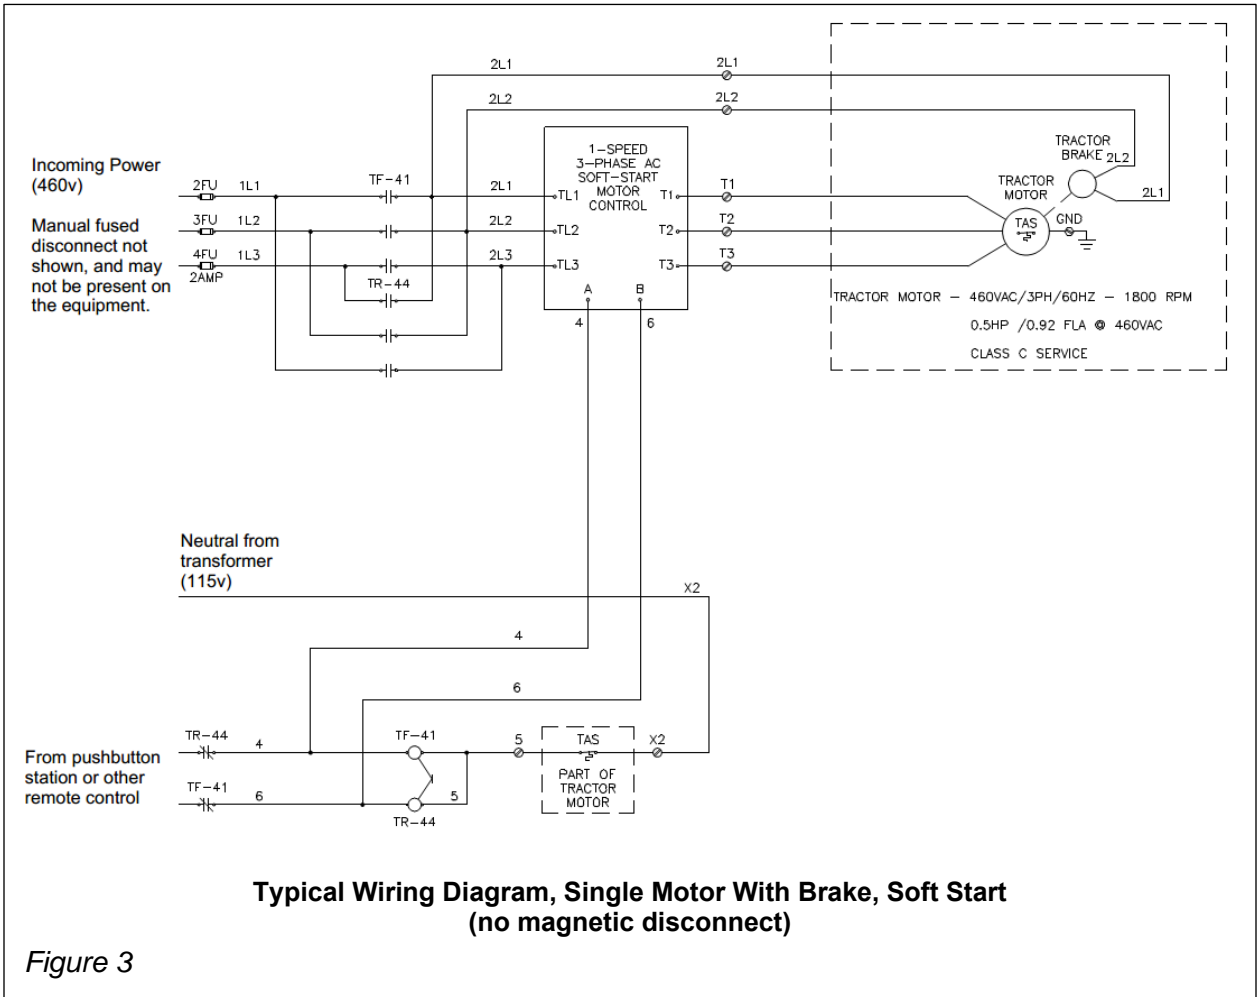 2L1
2L1
2L2
2L2
Incoming Power
(460v)
Manual fused
disconnect not
shown, and may
not be present on
the equipment.
2FU
1L1
TF-41
2L1
3FU
1L2
2L2
4FU
1L3
2L3
2AMP
TR-44
1-SPEED
3-PHASE AC
SOFT-START
MOTOR
CONTROL
TL1
T1
TL2
T2
TL3
T3
A
B
4
6
T1
T2
T3
TRACTOR
BRAKE
2L2
2L1
TRACTOR
MOTOR
TAS
GND
TRACTOR MOTOR - 460VAC/3PH/60HZ - 1800 RPM
0.5HP /0.92 FLA @ 460VAC
CLASS C SERVICE
Neutral from
transformer
(115v)
X2
4
6
From pushbutton
station or other
remote control
TR-44
4
TF-41
5
X2
TF-41
6
5
TR-44
TAS
PART OF
TRACTOR
MOTOR
Typical Wiring Diagram, Single Motor With Brake, Soft Start
(no magnetic disconnect)
Figure 3